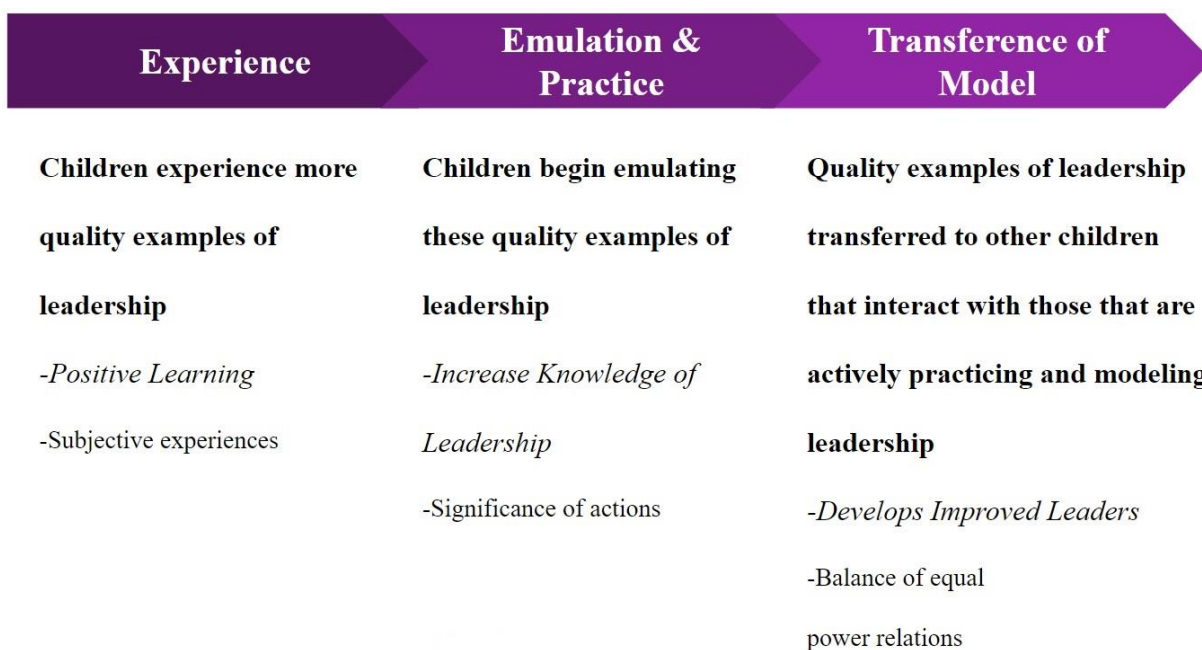 Experience
Emulation &
Practice
Transference of
Model
Children experience more
quality examples of
leadership
-Positive Learning
-Subjective experiences
Children begin emulating
these quality examples of
leadership
-Increase Knowledge of
Leadership
-Significance of actions
Quality examples of leadership
transferred to other children
that interact with those that are
actively practicing and modeling
leadership
-Develops Improved Leaders
-Balance of equal
power relations